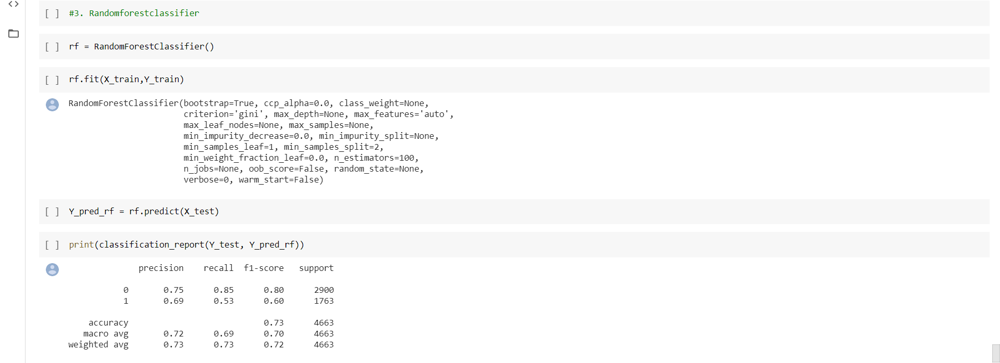 [ ] #3. Randomforestclassifier
[ ] rf = RandomForestClassifier()
[ ] rf.fit(X_train,Y_train)
RandomForestClassifier(bootstrap=True, ccp_alpha=0.0, class_weight=None,
criterion='gini', max_depth=None, max_features='auto',
max_leaf_nodes=None, max_samples=None,
min_impurity_decrease=0.0, min_impurity_split=None,
min_samples_leaf=1, min_samples_split=2,
min_weight_fraction_leaf=0.0, n_estimators=100,
n_jobs=None, oob_score=False, random_state=None,
verbose=0, warm_start=False)
[ ] Y_pred_rf = rf.predict(X_test)
[ ] print(classification_report(Y_test, Y_pred_rf))
precision recall f1-score support
0 0.75 0.85 0.80 2900
1 0.69 0.53 0.60 1763
accuracy 0.73 4663
macro avg 0.72 0.69 0.70 4663
weighted avg 0.73 0.73 0.72 4663